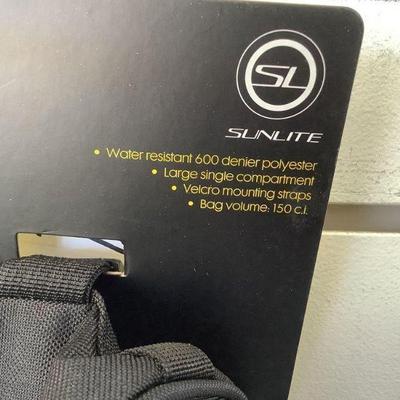 SL
SUNLITE
• Water resistant 600 denier polyester
• Large single compartment
• Velcro mounting straps
• Bag volume: 150 c.i.